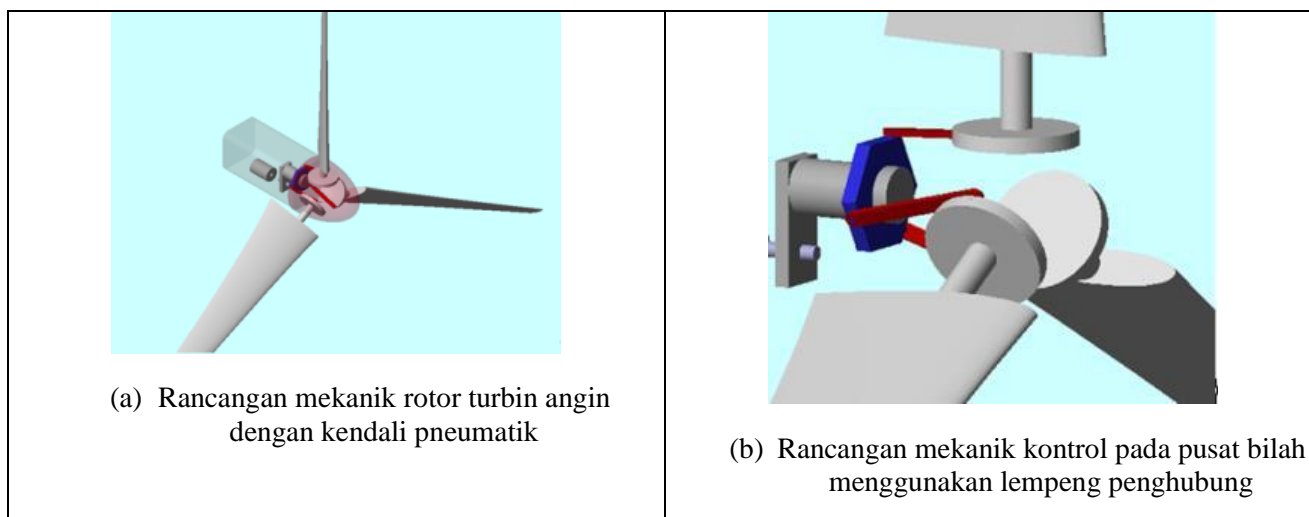 (a) Rancangan mekanik rotor turbin angin
dengan kendali pneumatik
(b) Rancangan mekanik kontrol pada pusat bilah
menggunakan lempeng penghubung